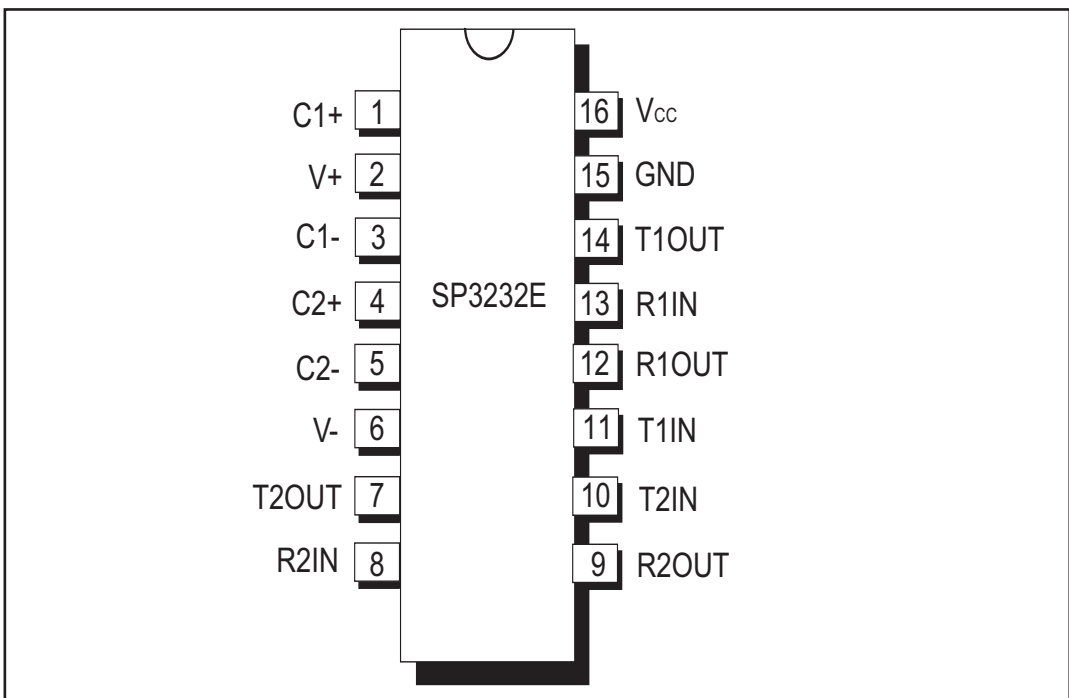 C1+ 1 16 Vcc
V+ 2 15 GND
C1- 3 14 T1OUT
C2+ 4 SP3232E 13 R1IN
C2- 5 12 R1OUT
V- 6 11 T1IN
T2OUT 7 10 T2IN
R2IN 8 9 R2OUT